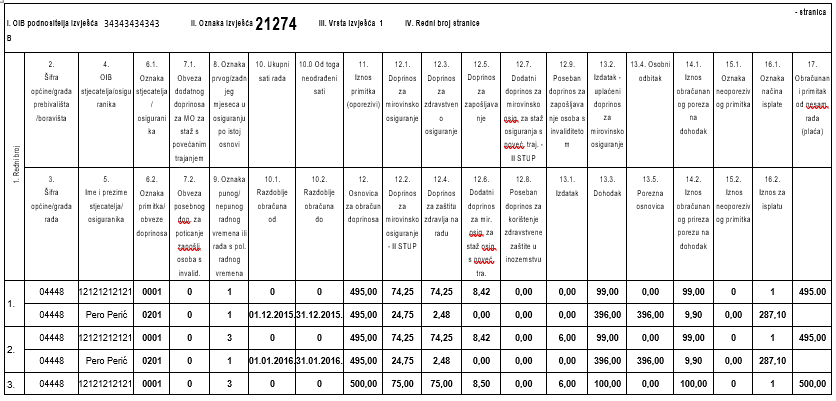 - stranica
I. OIB podnositelja izvješća 34343434343 II. Oznaka izvješća 21274 III. Vrsta izvješća 1 IV. Redni broj stranice
B
1. Redni broj
2. Šifra općine/grada prebivališta /boravišta
4. OIB stjecatelja/osiguranika
6.1. Oznaka stjecatelja / osiguranika
7.1. Obveza dodatnog doprinosa za MO za staž s povećanim trajanjem
8. Oznaka prvog/zadnjeg mjeseca u osiguranju po istoj osnovi
10. Ukupni sati rada
10.0 Od toga neodrađeni sati
11. Iznos primitka (oporezivi)
12.1. Doprinos za mirovinsko osiguranje
12.3. Doprinos za zdravstveno osiguranje
12.5. Doprinos za zapošljavanje
12.7. Dodatni doprinos za mirovinsko osig. za staž osiguranja s poveć. traj. - II STUP
12.9. Poseban doprinos za zapošljavanje osoba s invaliditetom
13.2. Izdatak - uplaćeni doprinos za mirovinsko osiguranje
13.4. Osobni odbitak
14.1. Iznos obračunanog poreza na dohodak
15.1. Oznaka neoporezivog primitka
16.1. Oznaka načina isplate
17. Obračunani primitak od nesam. rada (plaća)
3. Šifra općine/grada rada
5. Ime i prezime stjecatelja/ osiguranika
6.2. Oznaka primitka/ obveze doprinosa
7.2. Obveza posebnog dop. za poticanje zapošlj. osoba s invalid.
9. Oznaka punog/ nepunog radnog vremena ili rada s pol. radnog vremena
10.1. Razdoblje obračuna od
10.2. Razdoblje obračuna do
12. Osnovica za obračun doprinosa
12.2. Doprinos za mirovinsko osiguranje - II STUP
12.4. Doprinos za zaštitu zdravlja na radu
12.6. Dodatni doprinos za mir. osig. za staž osig. s poveć. tra.
12.8. Poseban doprinos za korištenje zdravstvene zaštite u inozemstvu
13.1. Izdatak
13.3. Dohodak
13.5. Porezna osnovica
14.2. Iznos obračunanog prireza porezu na dohodak
15.2. Iznos neoporezivog primitka
16.2. Iznos za isplatu
1. 04448 12121212121 0001 0 1 0 0 495,00 74,25 74,25 8,42 0,00 0,00 99,00 99,00 0 1 495.00
04448 Pero Perić 0201 0 1 01.12.2015. 31.12.2015. 495,00 24,75 2,48 0,00 0,00 0,00 396,00 396,00 9,90 0,00 287,10
2. 04448 12121212121 0001 0 3 0 0 495,00 74,25 74,25 8,42 0,00 6,00 99,00 99,00 0 1 495,00
04448 Pero Perić 0201 0 1 01.01.2016. 31.01.2016. 495,00 24,75 2,48 0,00 0,00 0,00 396,00 396,00 9,90 0,00 287,10
3. 04448 12121212121 0001 0 3 0 0 500,00 75,00 75,00 8,50 0,00 6,00 100,00 0,00 100,00 0 1 500,00